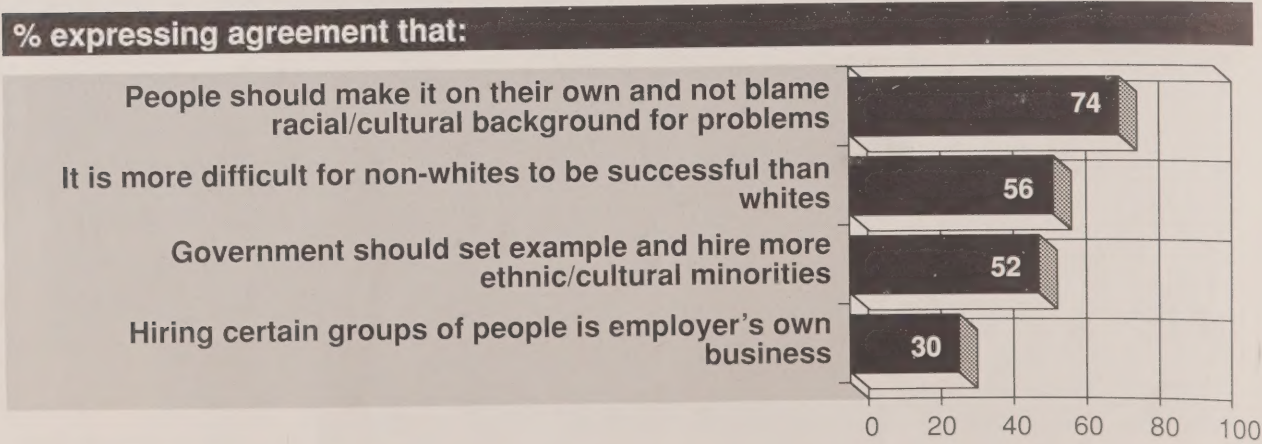 % expressing agreement that:
People should make it on their own and not blame
racial/cultural background for problems
74
It is more difficult for non-whites to be successful than
whites
56
Government should set example and hire more
ethnic/cultural minorities
52
Hiring certain groups of people is employer's own
business
30
0 20 40 60 80 100